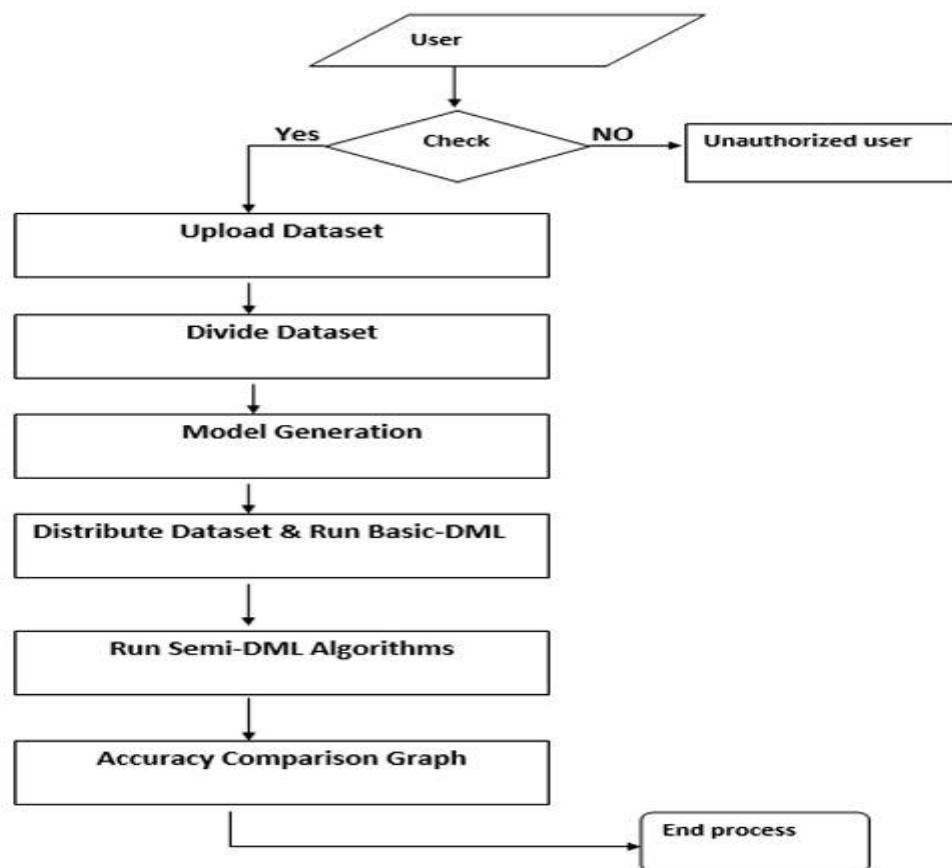 User
Check
Yes
NO
Unauthorized user
Upload Dataset
Divide Dataset
Model Generation
Distribute Dataset & Run Basic-DML
Run Semi-DML Algorithms
Accuracy Comparison Graph
End process